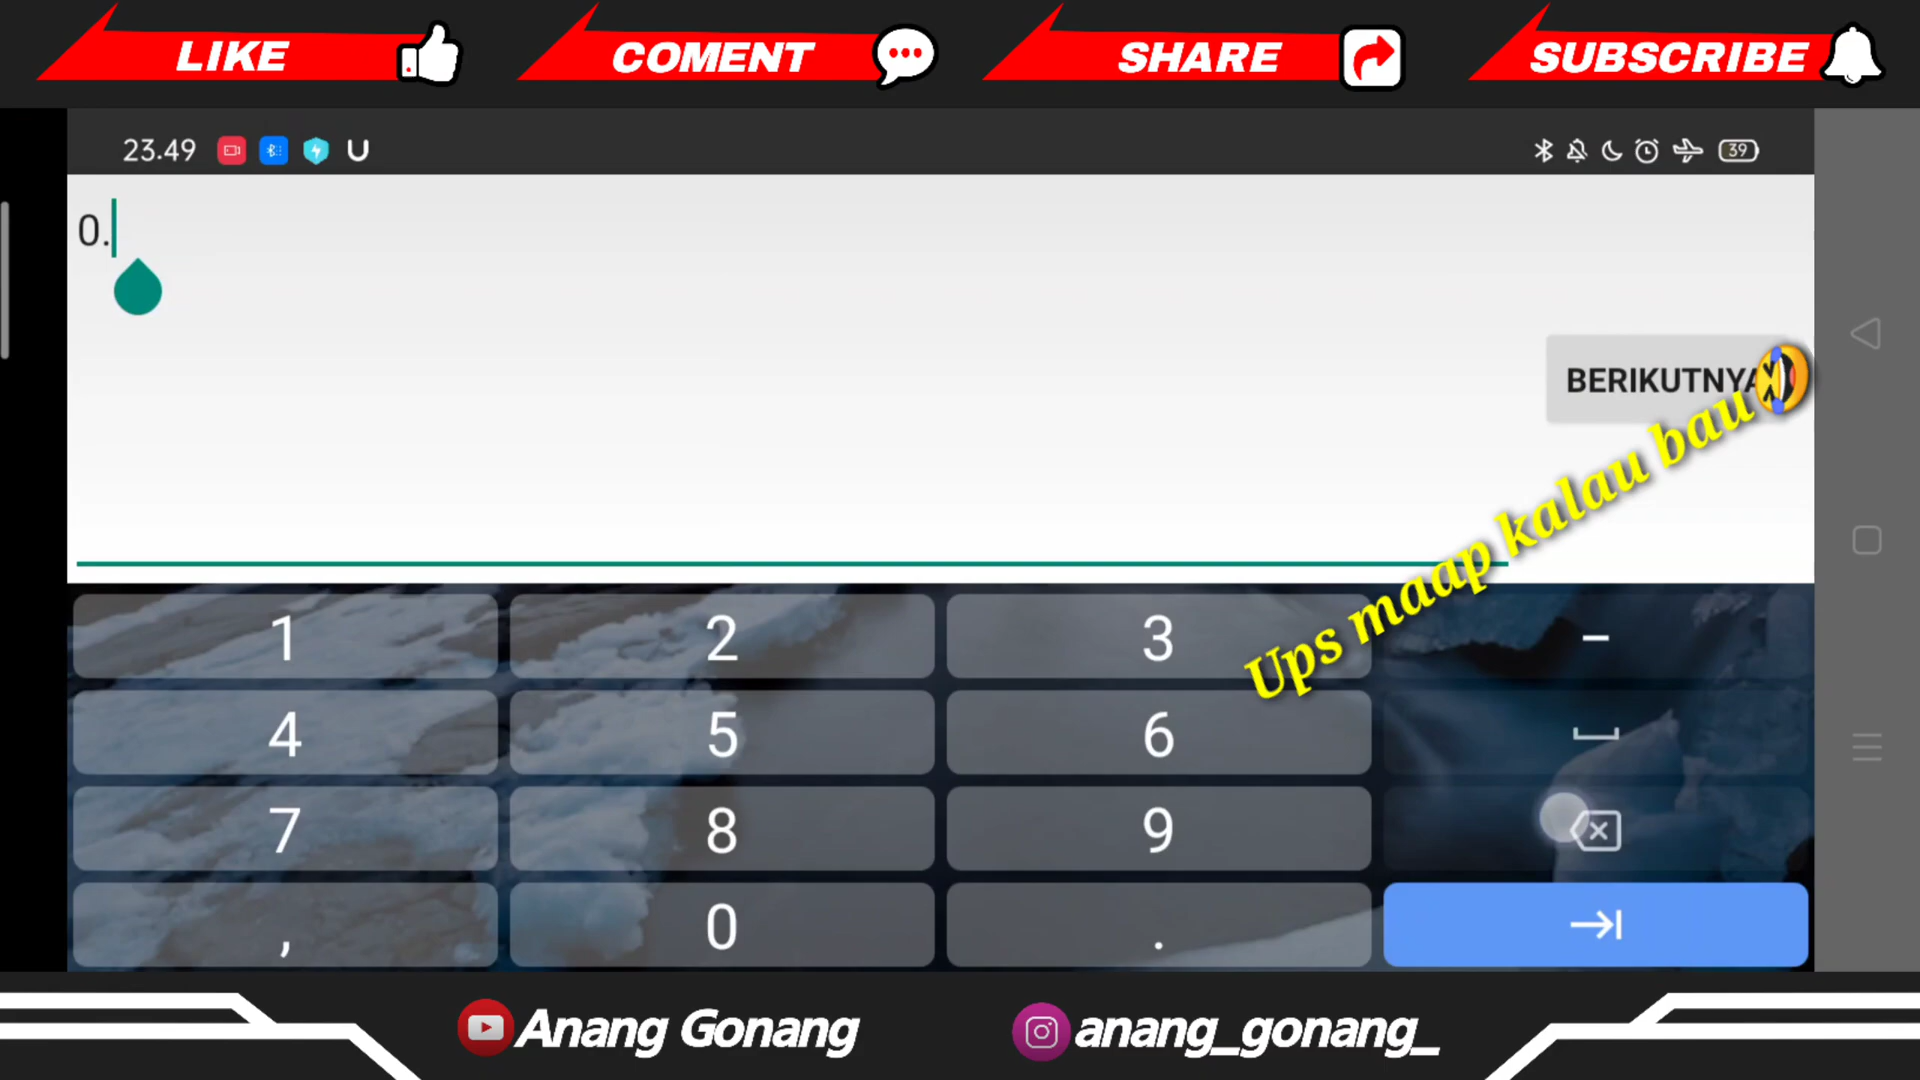 LIKE
COMENT
SHARE
SUBSCRIBE
23.49
39
0.
BERIKUTNYA
Ups maap kalau bau
1 2 3 -
4 5 6
7 8 9
, 0 .
Anang Gonang
anang_gonang_